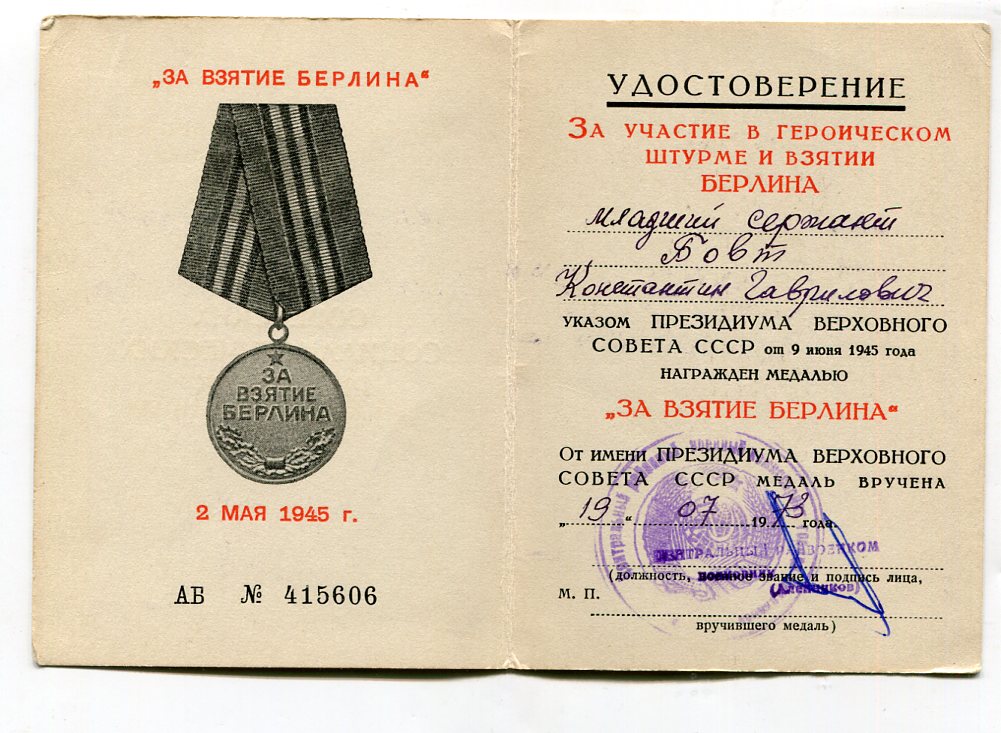 „ЗА ВЗЯТИЕ БЕРЛИНА“
ЗА
ВЗЯТИЕ
БЕРЛИНА
2 МАЯ 1945 г.
АБ № 415606
УДОСТОВЕРЕНИЕ
ЗА УЧАСТИЕ В ГЕРОИЧЕСКОМ
ШТУРМЕ И ВЗЯТИИ
БЕРЛИНА
младший сержант
Бовт
Константин Гаврилович
УКАЗОМ ПРЕЗИДИУМА ВЕРХОВНОГО
СОВЕТА СССР от 9 июня 1945 года
НАГРАЖДЕН МЕДАЛЬЮ
„ЗА ВЗЯТИЕ БЕРЛИНА“
От имени ПРЕЗИДИУМА ВЕРХОВНОГО
СОВЕТА СССР МЕДАЛЬ ВРУЧЕНА
„19“ 07 1973 года.
ЦЕНТРАЛЬНЫЙ РАЙВОЕНКОМ
(должность, воинское звание и подпись лица,
М. П.
вручившего медаль)